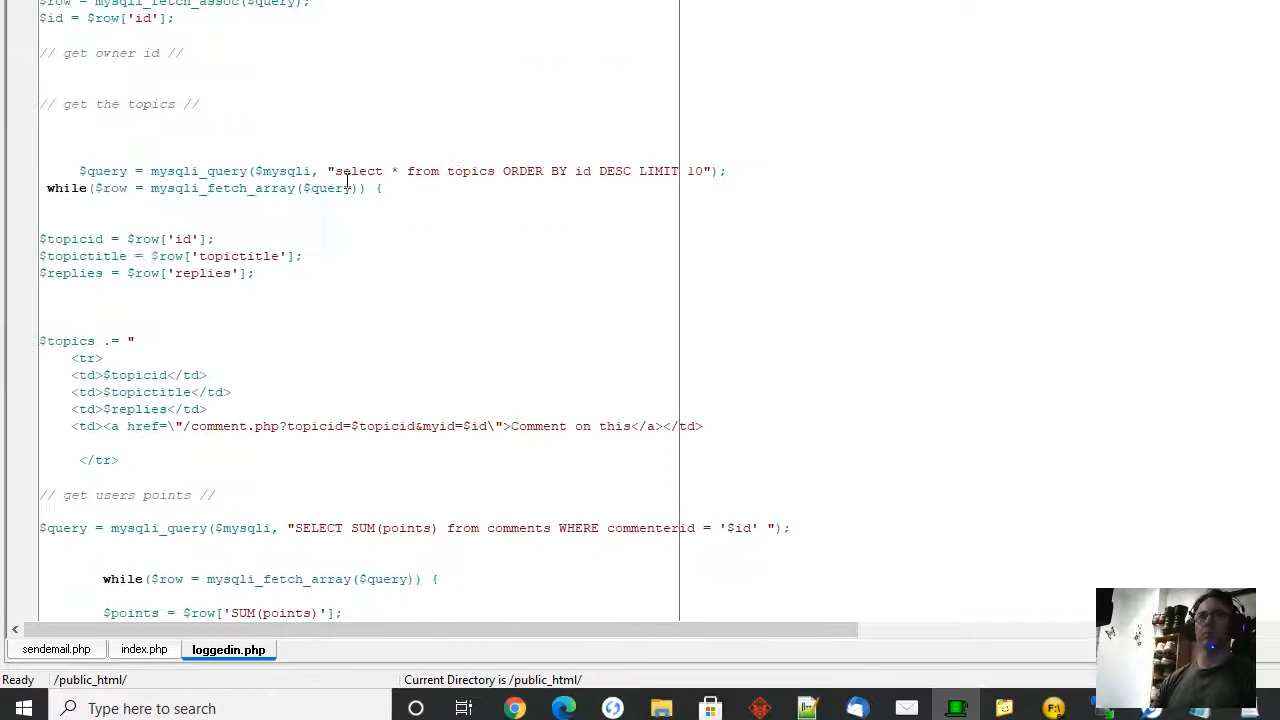 $row = mysqli_fetch_assoc($query);
$id = $row['id'];
// get owner id //
// get the topics //
$query = mysqli_query($mysqli, "select * from topics ORDER BY id DESC LIMIT 10");
while($row = mysqli_fetch_array($query)) {
$topicid = $row['id'];
$topictitle = $row['topictitle'];
$replies = $row['replies'];
$topics .= "
<tr>
<td>$topicid</td>
<td>$topictitle</td>
<td>$replies</td>
<td><a href=\"/comment.php?topicid=$topicid&myid=$id\">Comment on this</a></td>
</tr>
// get users points //
$query = mysqli_query($mysqli, "SELECT SUM(points) from comments WHERE commenterid = '$id' ");
while($row = mysqli_fetch_array($query)) {
$points = $row['SUM(points)'];
sendemail.php index.php loggedin.php
Ready /public_html/ Current Directory is /public_html/
Type here to search